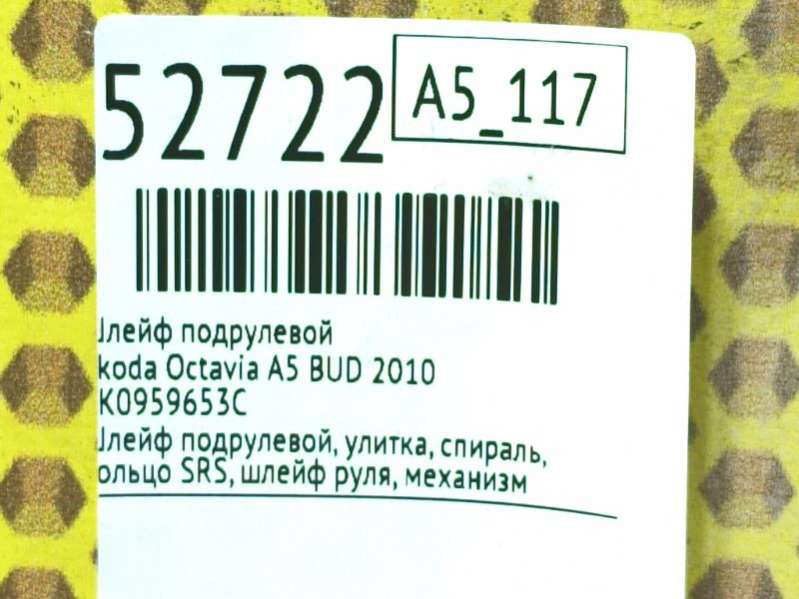 52722
A5_117
Шлейф подрулевой
koda Octavia A5 BUD 2010
K0959653C
Шлейф подрулевой, улитка, спираль,
ольцо SRS, шлейф руля, механизм